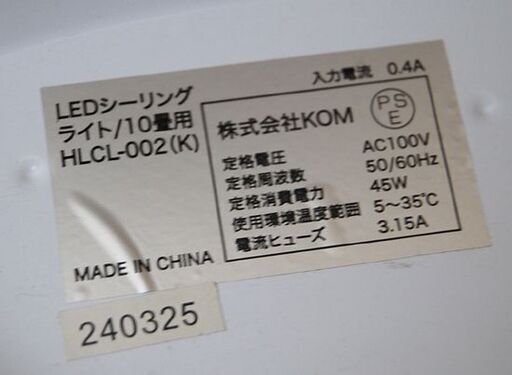 LEDシーリング
ライト/10畳用
HLCL-002(K)
MADE IN CHINA
入力電流 0.4A
株式会社KOM
PS
E
定格電圧 AC100V
定格周波数 50/60Hz
定格消費電力 45W
使用環境温度範囲 5~35℃
電流ヒューズ 3.15A
240325